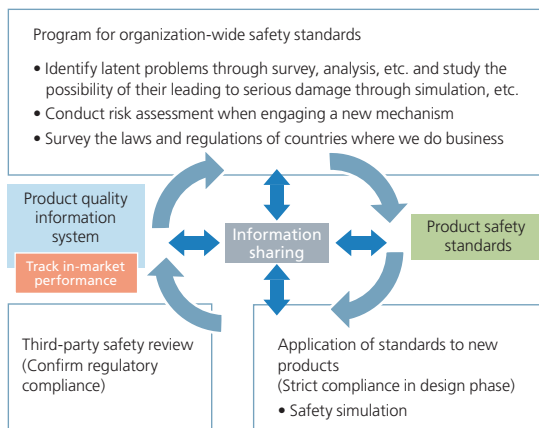 Program for organization-wide safety standards
• Identify latent problems through survey, analysis, etc. and study the
possibility of their leading to serious damage through simulation, etc.
• Conduct risk assessment when engaging a new mechanism
• Survey the laws and regulations of countries where we do business
Product quality
information
system
Track in-market
performance
Information
sharing
Product safety
standards
Third-party safety review
(Confirm regulatory
compliance)
Application of standards to new
products
(Strict compliance in design phase)
• Safety simulation